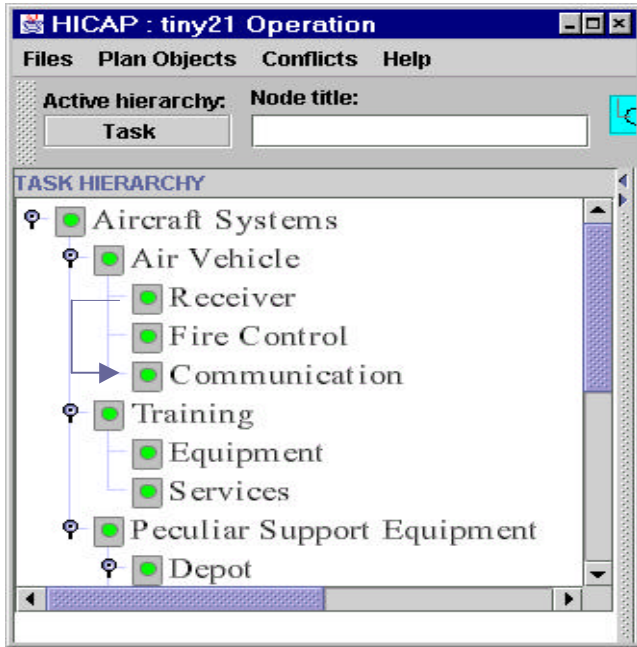 HICAP : tiny21 Operation
Files Plan Objects Conflicts Help
Active hierarchy: Node title:
Task
TASK HIERARCHY
Aircraft Systems
Air Vehicle
Receiver
Fire Control
Communication
Training
Equipment
Services
Peculiar Support Equipment
Depot